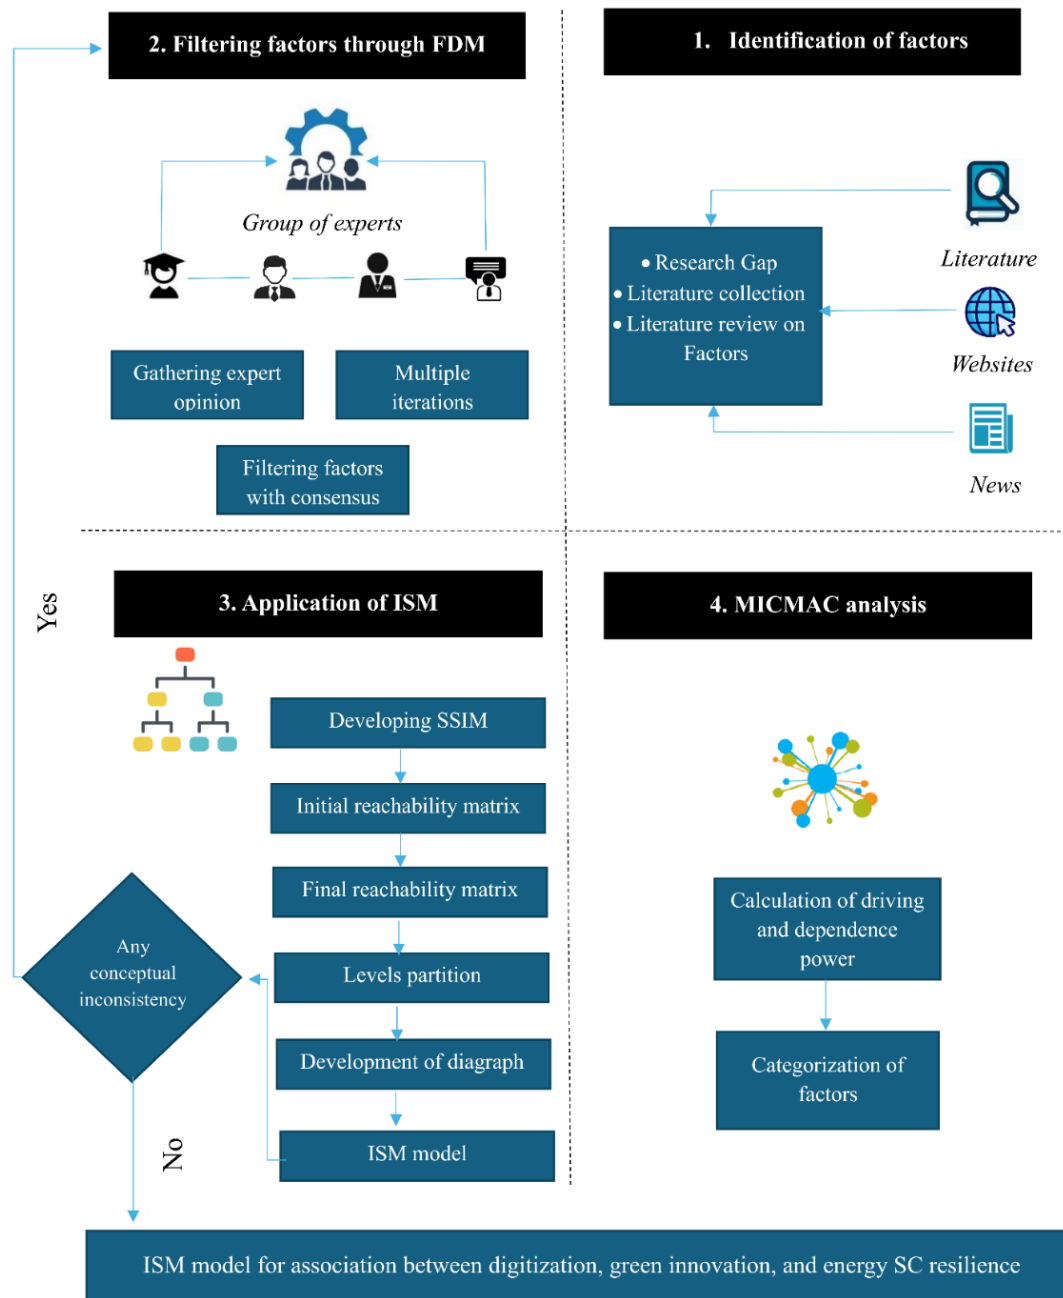 2. Filtering factors through FDM
Group of experts
Gathering expert
opinion
Multiple
iterations
Filtering factors
with consensus
1. Identification of factors
• Research Gap
• Literature collection
• Literature review on
Factors
Literature
Websites
News
Yes
3. Application of ISM
Developing SSIM
Initial reachability matrix
Final reachability matrix
Levels partition
Development of diagraph
ISM model
Any
conceptual
inconsistency
No
4. MICMAC analysis
Calculation of driving
and dependence
power
Categorization of
factors
ISM model for association between digitization, green innovation, and energy SC resilience